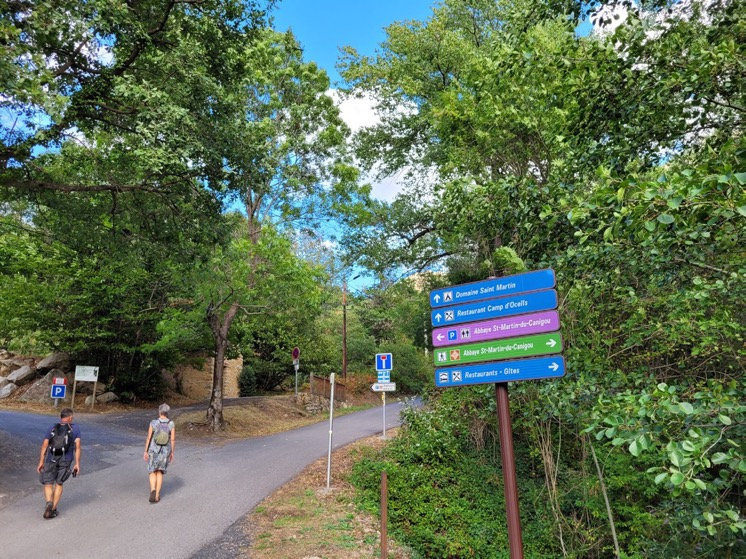 Domaine Saint Martin
Restaurant Camp d'Ocells
P Abbaye St-Martin-du-Canigou
Abbaye St-Martin-du-Canigou
Restaurants - Gîtes
P